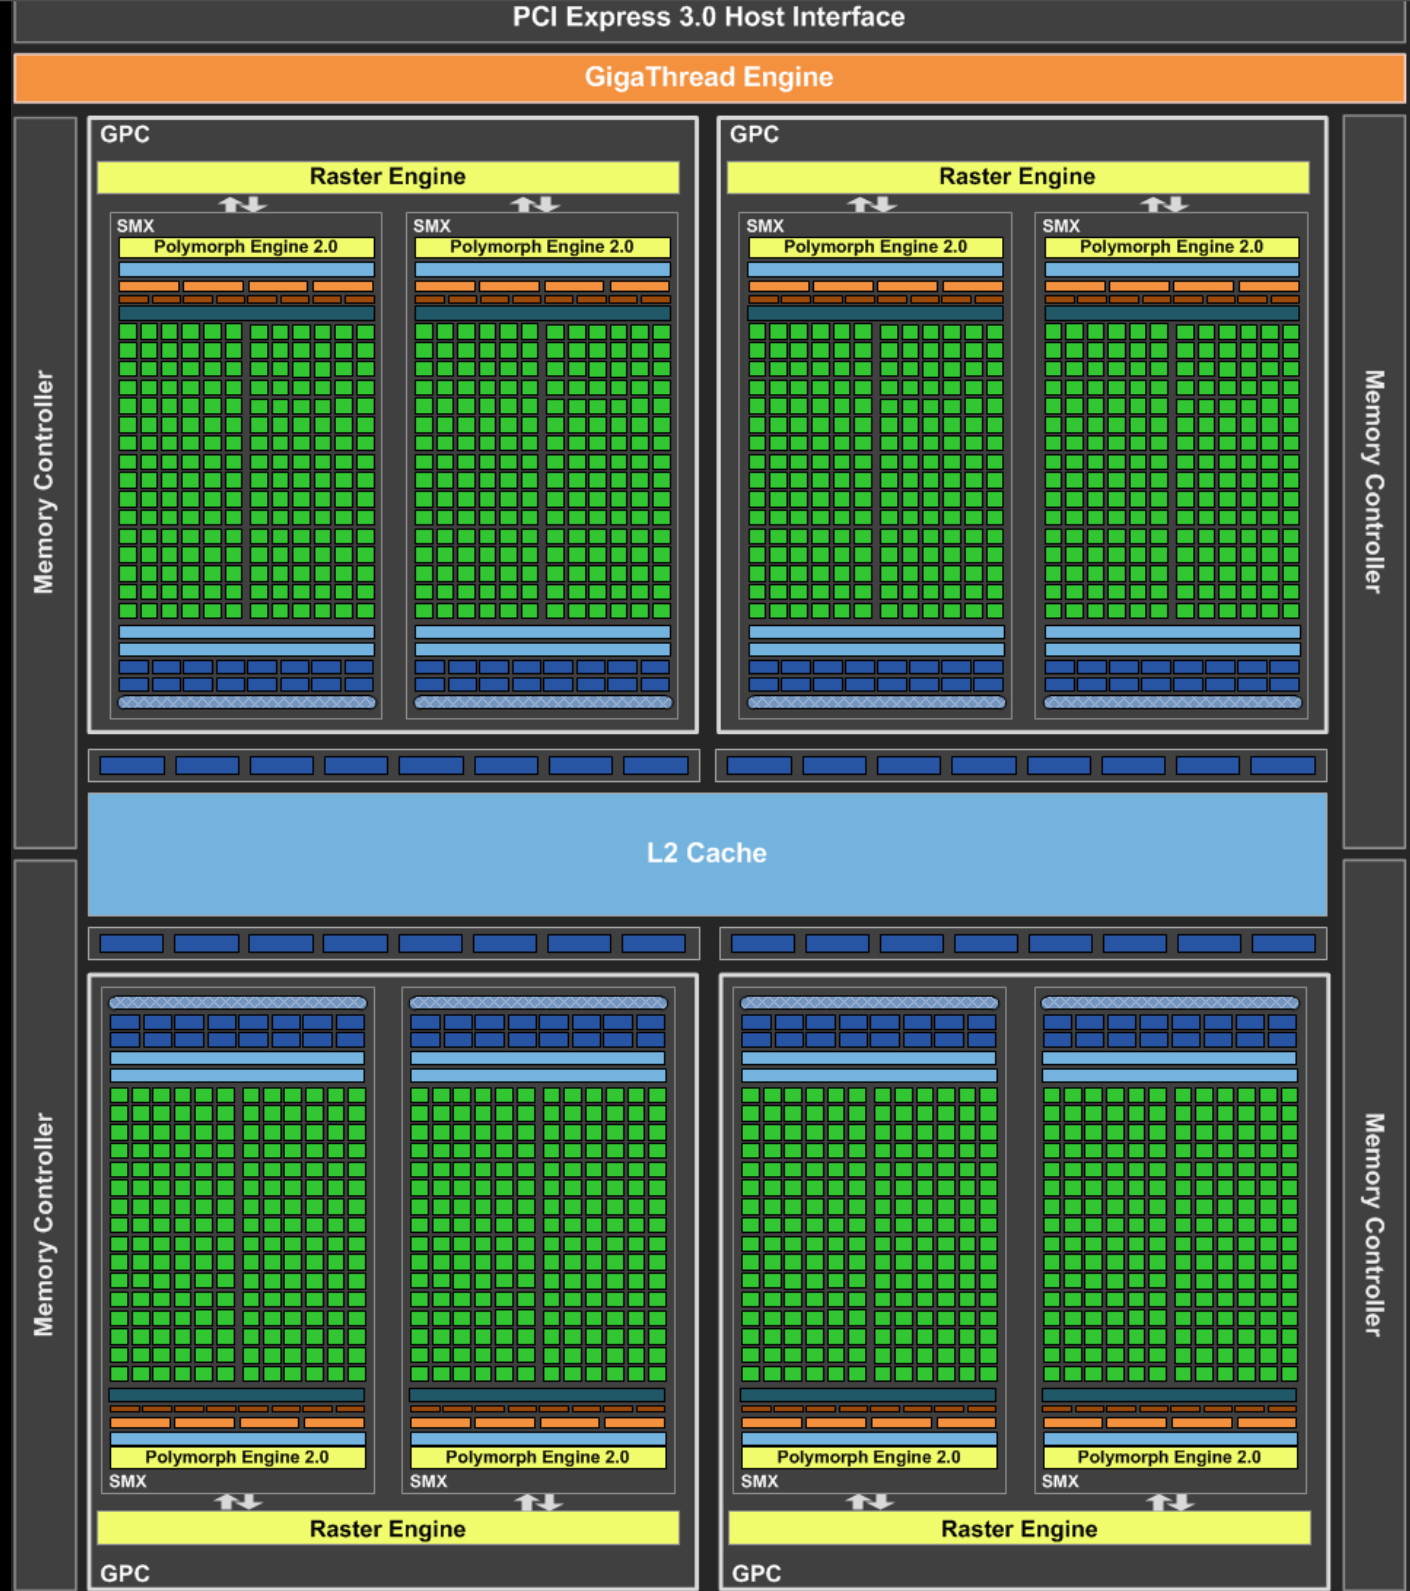 PCI Express 3.0 Host Interface
GigaThread Engine
GPC
Raster Engine
SMX
Polymorph Engine 2.0
SMX
Polymorph Engine 2.0
GPC
Raster Engine
SMX
Polymorph Engine 2.0
SMX
Polymorph Engine 2.0
Memory Controller
Memory Controller
L2 Cache
Memory Controller
Memory Controller
Polymorph Engine 2.0
SMX
Polymorph Engine 2.0
SMX
Raster Engine
GPC
Polymorph Engine 2.0
SMX
Polymorph Engine 2.0
SMX
Raster Engine
GPC